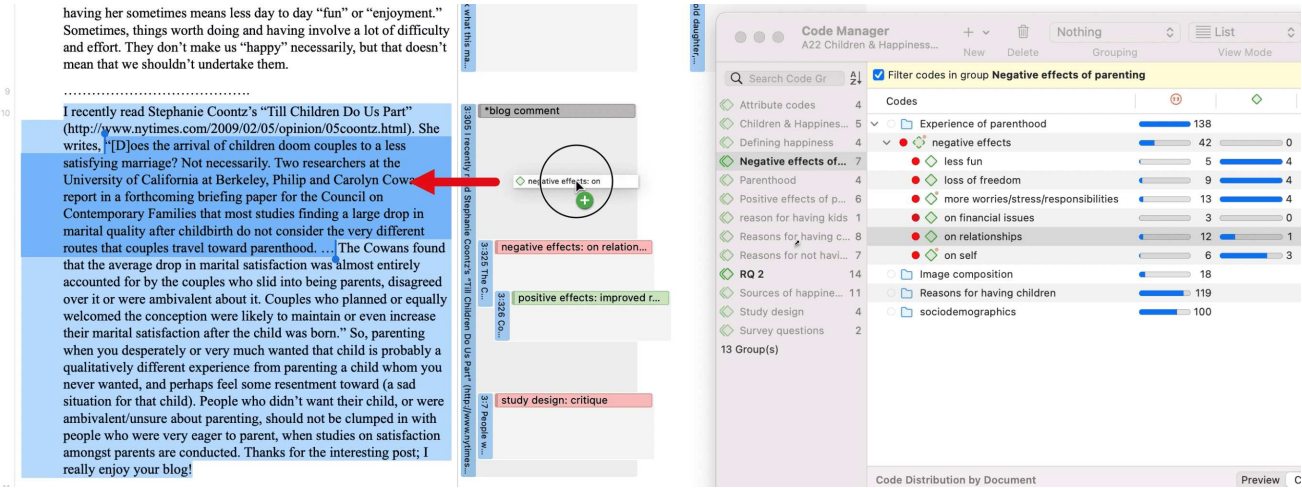 having her sometimes means less day to day “fun” or “enjoyment.”
Sometimes, things worth doing and having involve a lot of difficulty
and effort. They don’t make us “happy” necessarily, but that doesn’t
mean that we shouldn’t undertake them.
9
……………………………….
10
I recently read Stephanie Coontz’s “Till Children Do Us Part”
(http://www.nytimes.com/2009/02/05/opinion/05coontz.html). She
writes, “[D]oes the arrival of children doom couples to a less
satisfying marriage? Not necessarily. Two researchers at the
University of California at Berkeley, Philip and Carolyn Cowan
report in a forthcoming briefing paper for the Council on
Contemporary Families that most studies finding a large drop in
marital quality after childbirth do not consider the very different
routes that couples travel toward parenthood. … The Cowans found
that the average drop in marital satisfaction was almost entirely
accounted for by the couples who slid into being parents, disagreed
over it or were ambivalent about it. Couples who planned or equally
welcomed the conception were likely to maintain or even increase
their marital satisfaction after the child was born.” So, parenting
when you desperately or very much wanted that child is probably a
qualitatively different experience from parenting a child whom you
never wanted, and perhaps feel some resentment toward (a sad
situation for that child). People who didn’t want their child, or were
ambivalent/unsure about parenting, should not be clumped in with
people who were very eager to parent, when studies on satisfaction
amongst parents are conducted. Thanks for the interesting post; I
really enjoy your blog!
what this ma...
3:305 I recently read Stephanie Coontz’s “Till Children Do Us Part” (http://www.nytimes...
*blog comment
negative effects: on
3:325 The C...
negative effects: on relation...
3:326 Co...
positive effects: improved r...
3:7 People w...
study design: critique
old daughter,...
Code Manager
A22 Children & Happiness...
New
Delete
Nothing
Grouping
List
View Mode
Search Code Gr
Filter codes in group Negative effects of parenting
Attribute codes 4
Children & Happines... 5
Defining happiness 4
Negative effects of... 7
Parenthood 4
Positive effects of p... 6
reason for having kids 1
Reasons for having c... 8
Reasons for not havi... 7
RQ 2 14
Sources of happine... 11
Study design 4
Survey questions 2
13 Group(s)
Codes
Experience of parenthood 138
negative effects 42 0
less fun 5 4
loss of freedom 9 4
more worries/stress/responsibilities 13 4
on financial issues 3 0
on relationships 12 1
on self 6 3
Image composition 18
Reasons for having children 119
sociodemographics 100
Code Distribution by Document
Preview